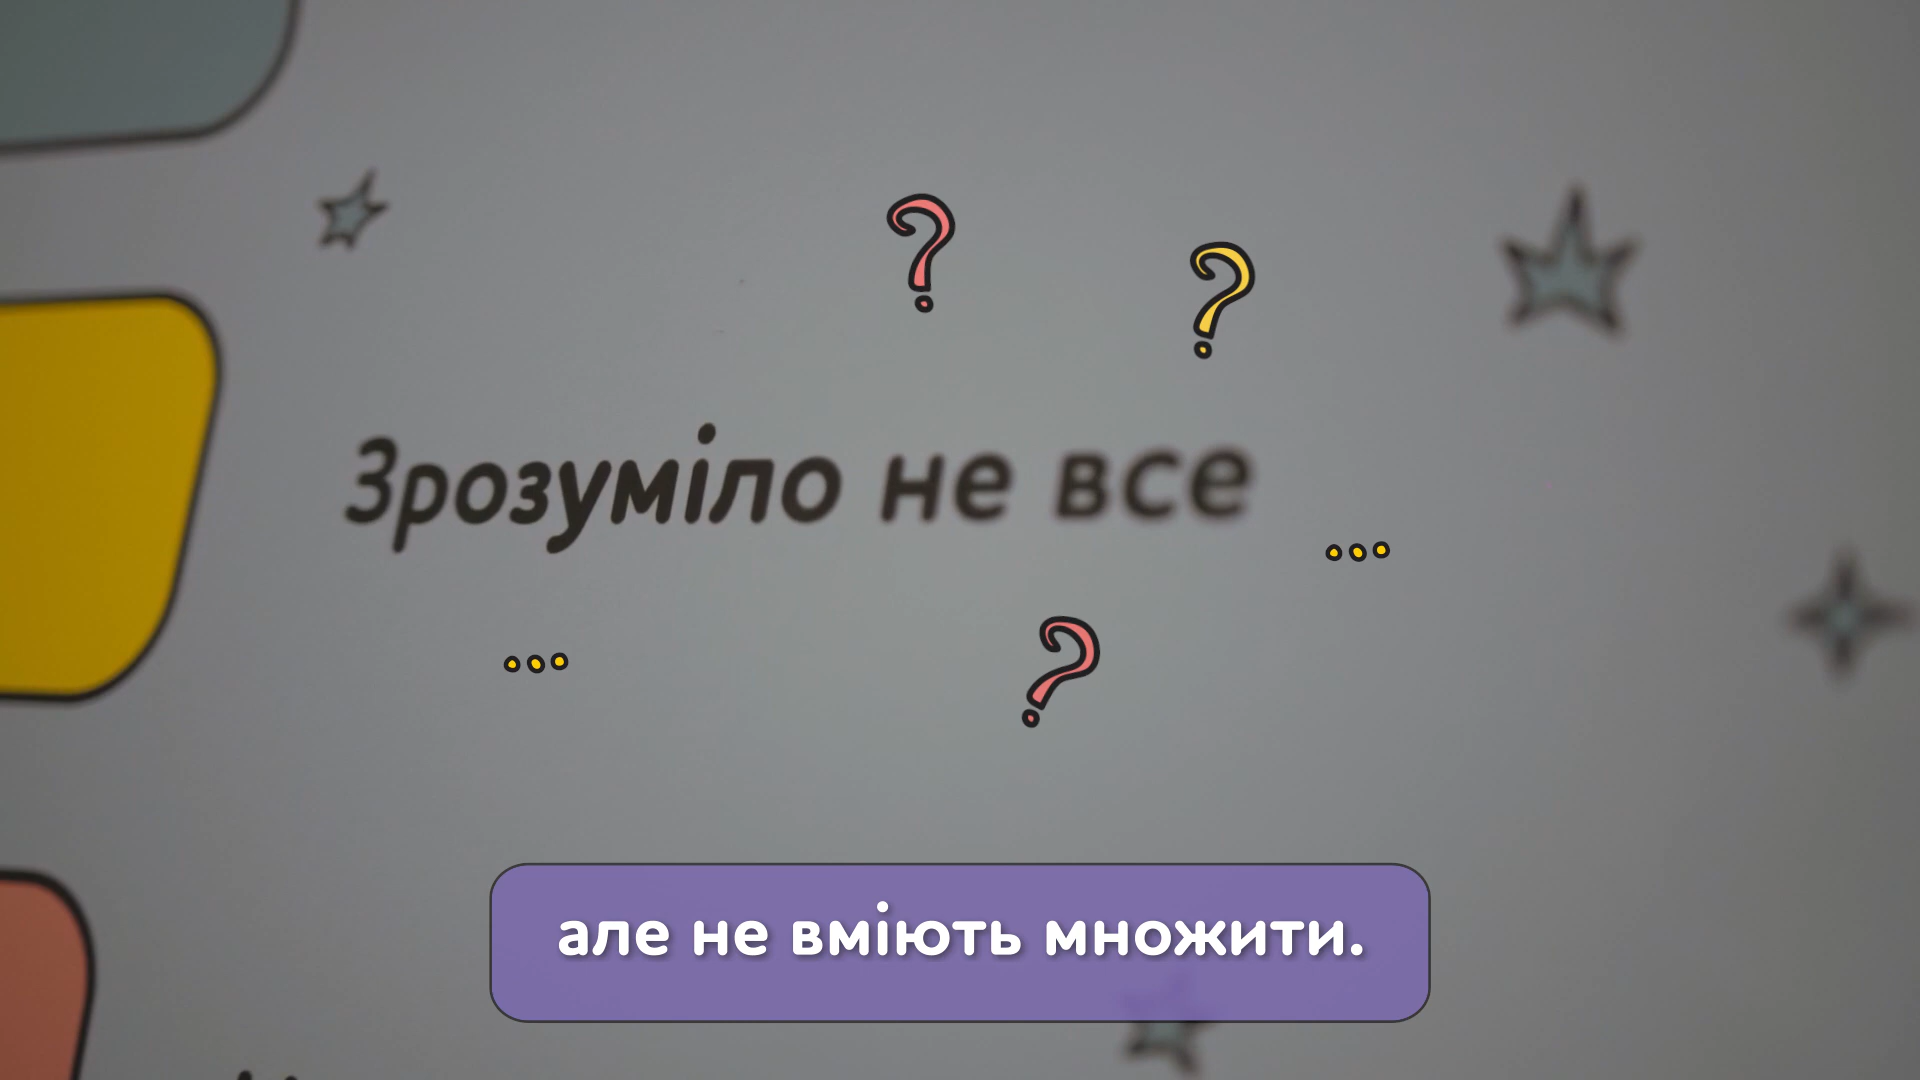 Зрозуміло не все
але не вміють множити.